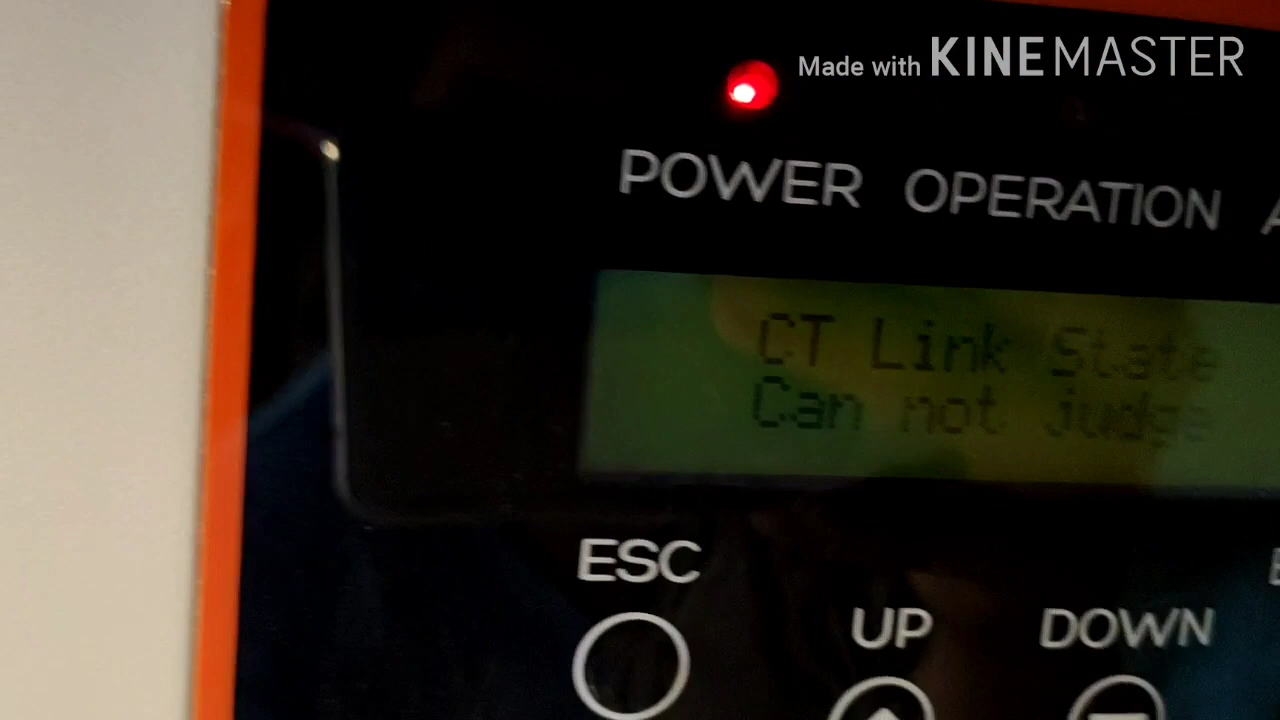 Made with KINEMASTER
POWER OPERATION
CT Link State
Can not judge
ESC
UP DOWN